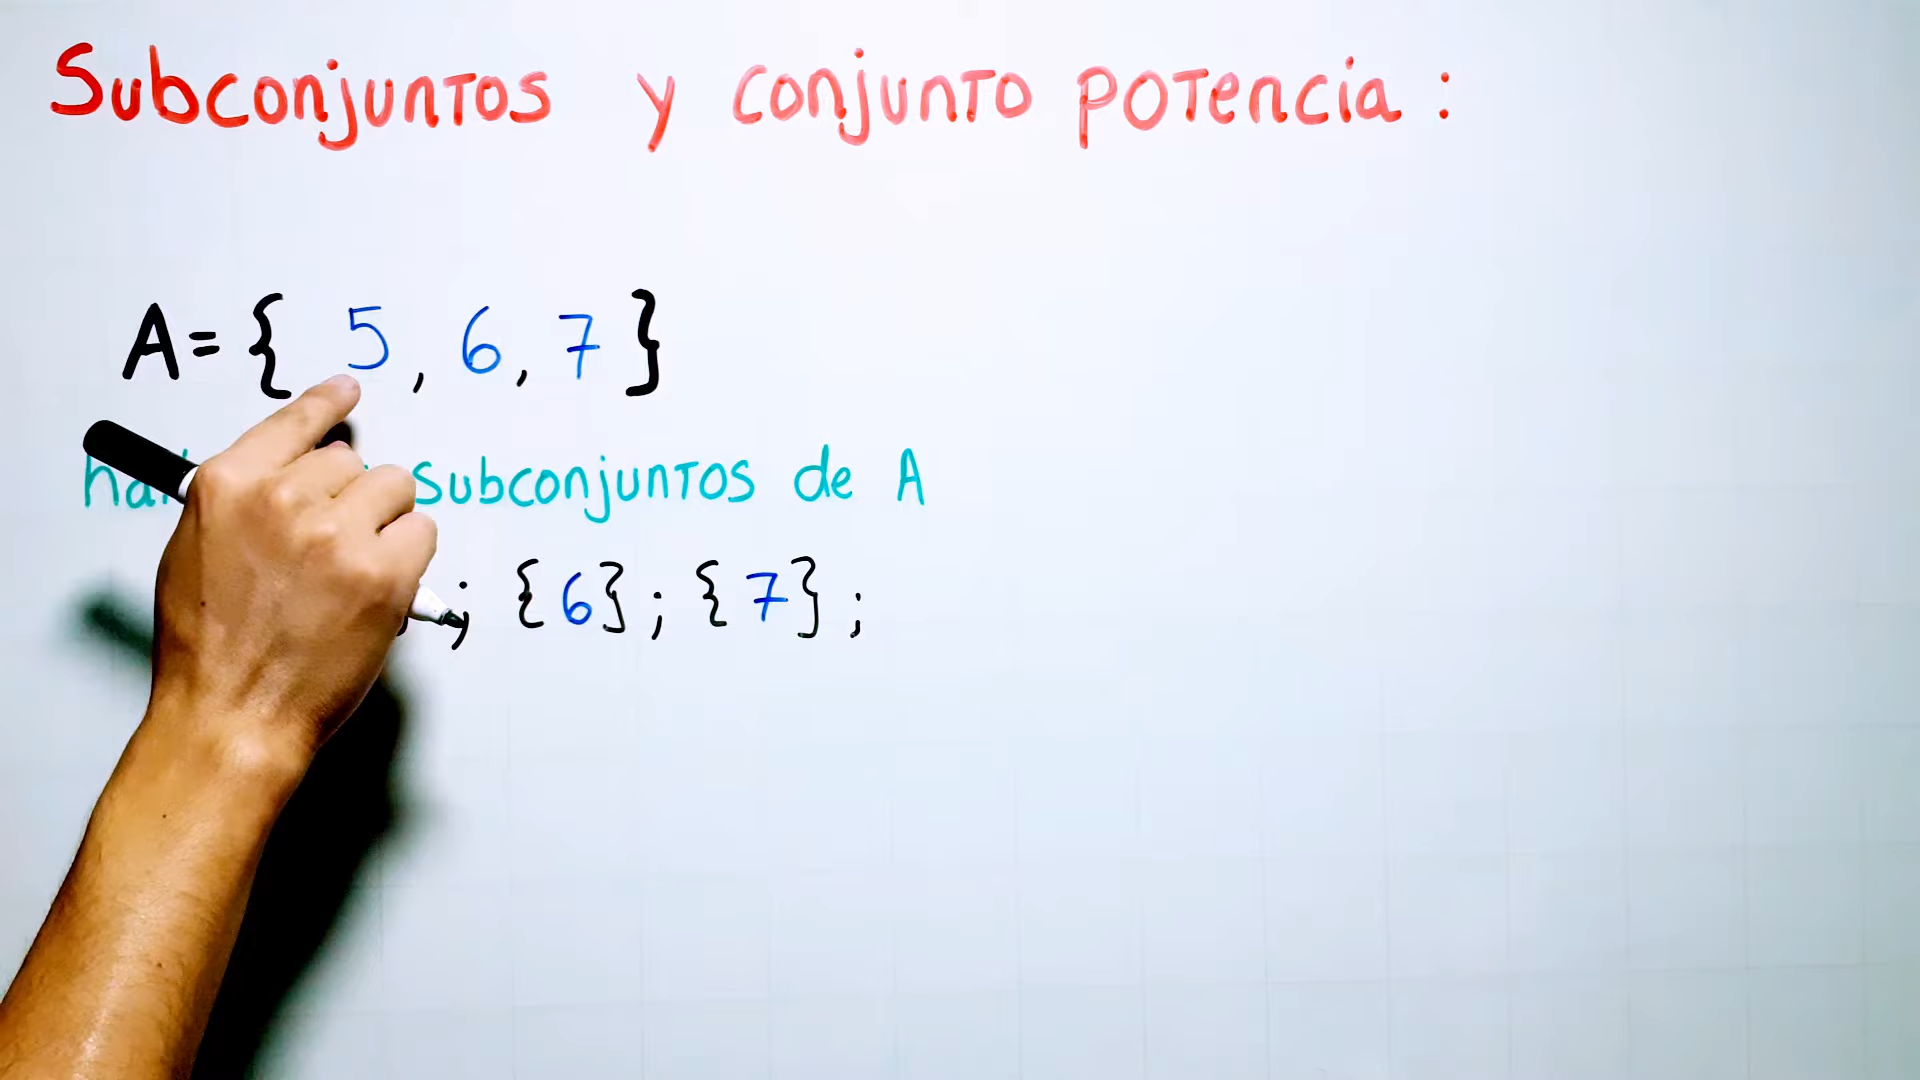 Subconjuntos y conjunto potencia :
A = { 5 , 6 , 7 }
subconjuntos de A
; {6} ; {7} ;